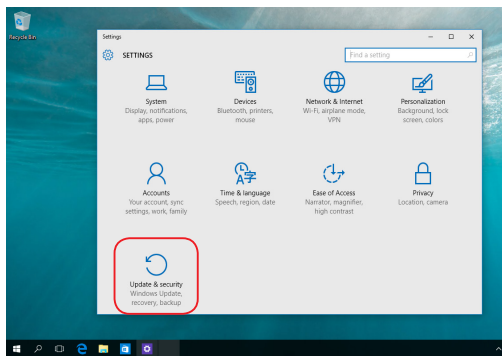 Recycle Bin
Settings
SETTINGS
Find a setting
System
Display, notifications,
apps, power
Devices
Bluetooth, printers,
mouse
Network & Internet
Wi-Fi, airplane mode,
VPN
Personalization
Background, lock
screen, colors
Accounts
Your account, sync
settings, work, family
Time & language
Speech, region, date
Ease of Access
Narrator, magnifier,
high contrast
Privacy
Location, camera
Update & security
Windows Update,
recovery, backup